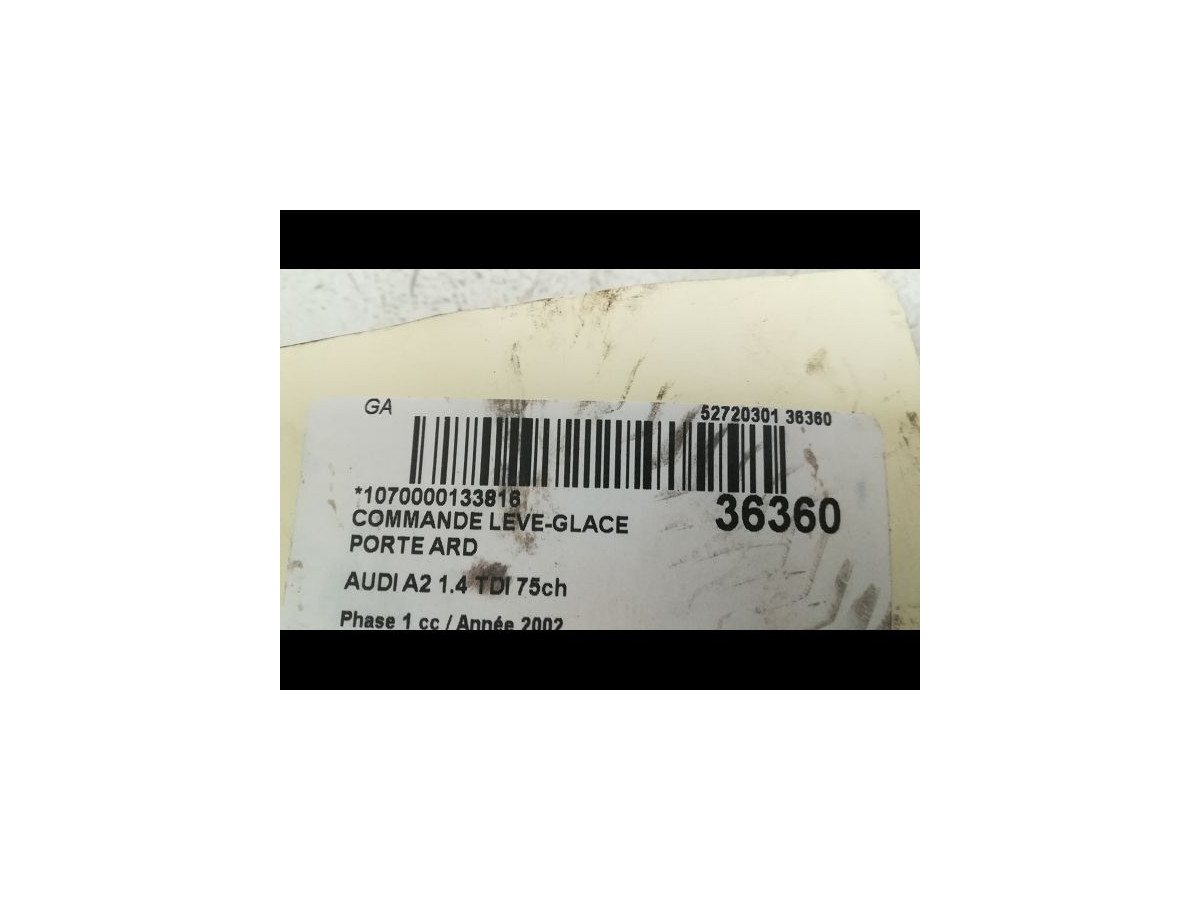 GA
52720301 36360
*1070000133816
36360
COMMANDE LEVE-GLACE
PORTE ARD
AUDI A2 1.4 TDI 75ch
Phase 1 cc / Année 2002